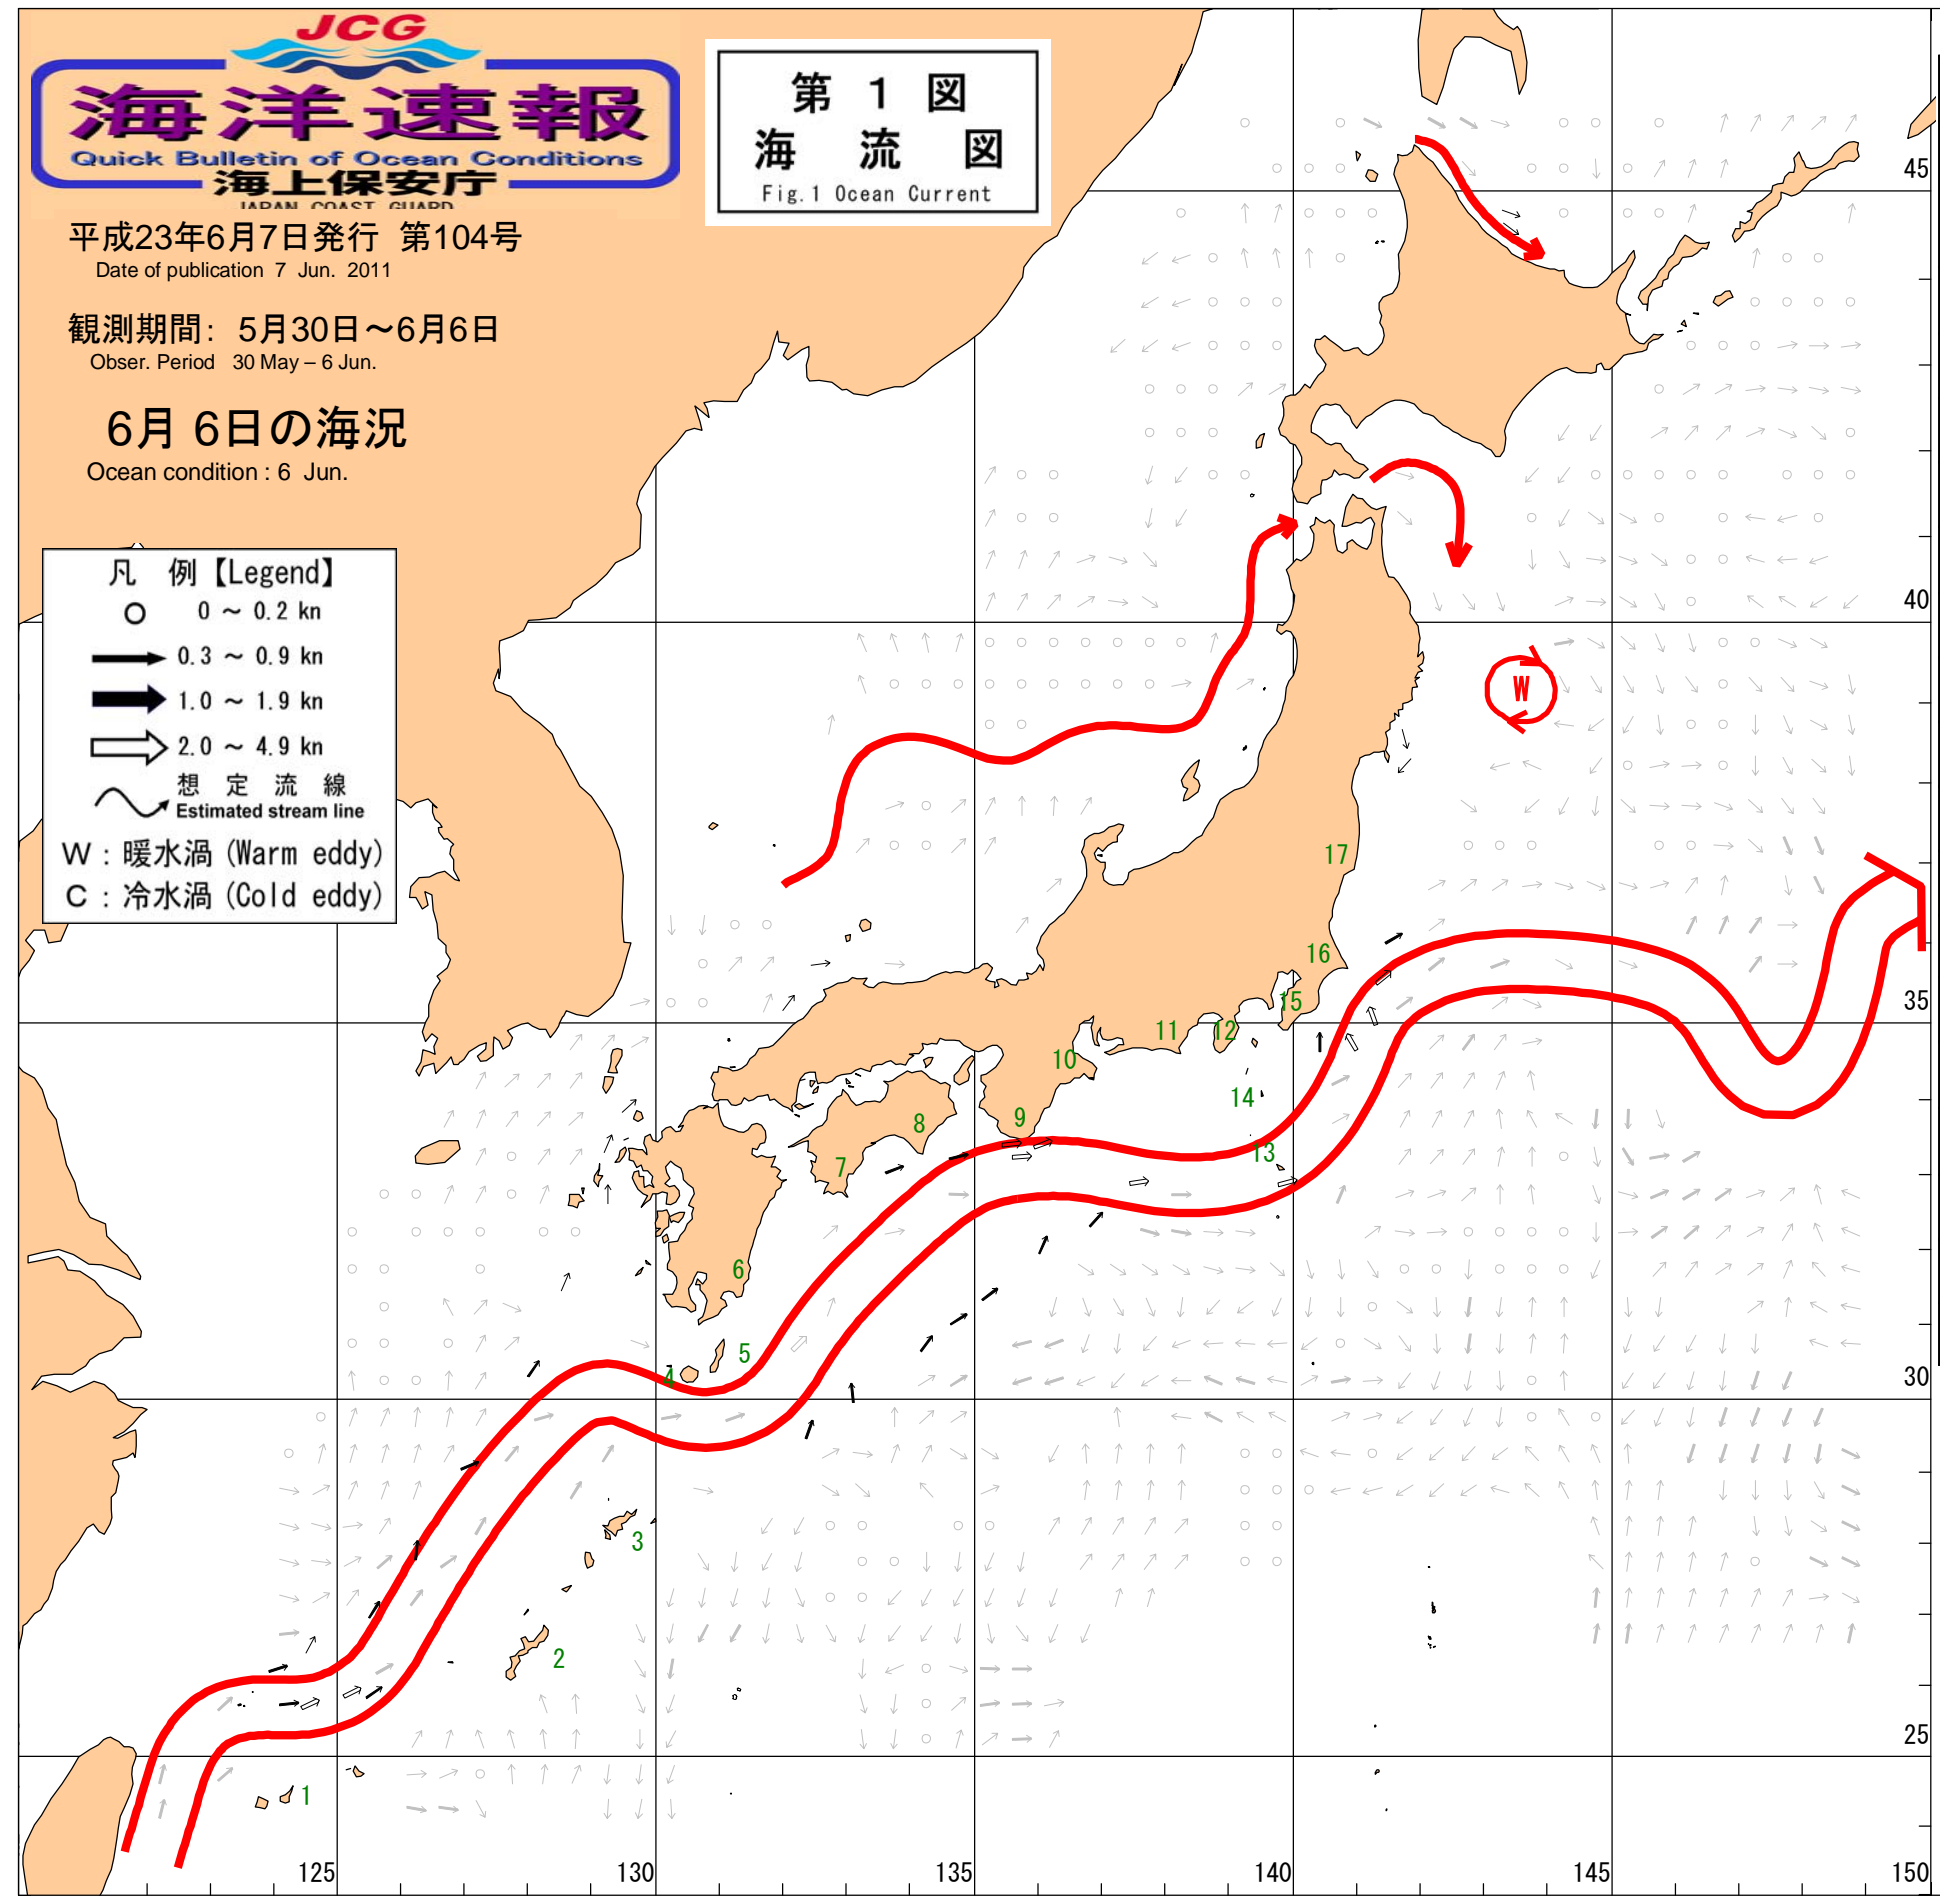 JCG
海洋速報
Quick Bulletin of Ocean Conditions
海上保安庁
JAPAN COAST GUARD
平成23年6月7日発行 第104号
Date of publication 7 Jun. 2011
観測期間: 5月30日～6月6日
Obser. Period 30 May – 6 Jun.
6月 6日の海況
Ocean condition : 6 Jun.
第 1 図
海 流 図
Fig.1 Ocean Current
凡 例【Legend】
0 ～ 0.2 kn
0.3 ～ 0.9 kn
1.0 ～ 1.9 kn
2.0 ～ 4.9 kn
想 定 流 線
Estimated stream line
W : 暖水渦 (Warm eddy)
C : 冷水渦 (Cold eddy)
45
40
W
17
16
35
15
12
11
10
14
9
8
13
7
6
5
4
30
3
2
25
1
125
130
135
140
145
150